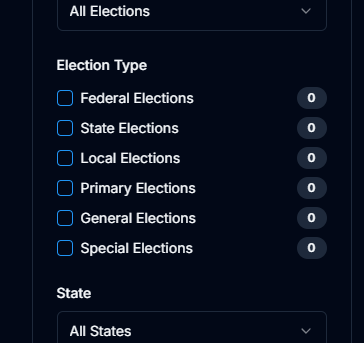 All Elections
Election Type
Federal Elections 0
State Elections 0
Local Elections 0
Primary Elections 0
General Elections 0
Special Elections 0
State
All States